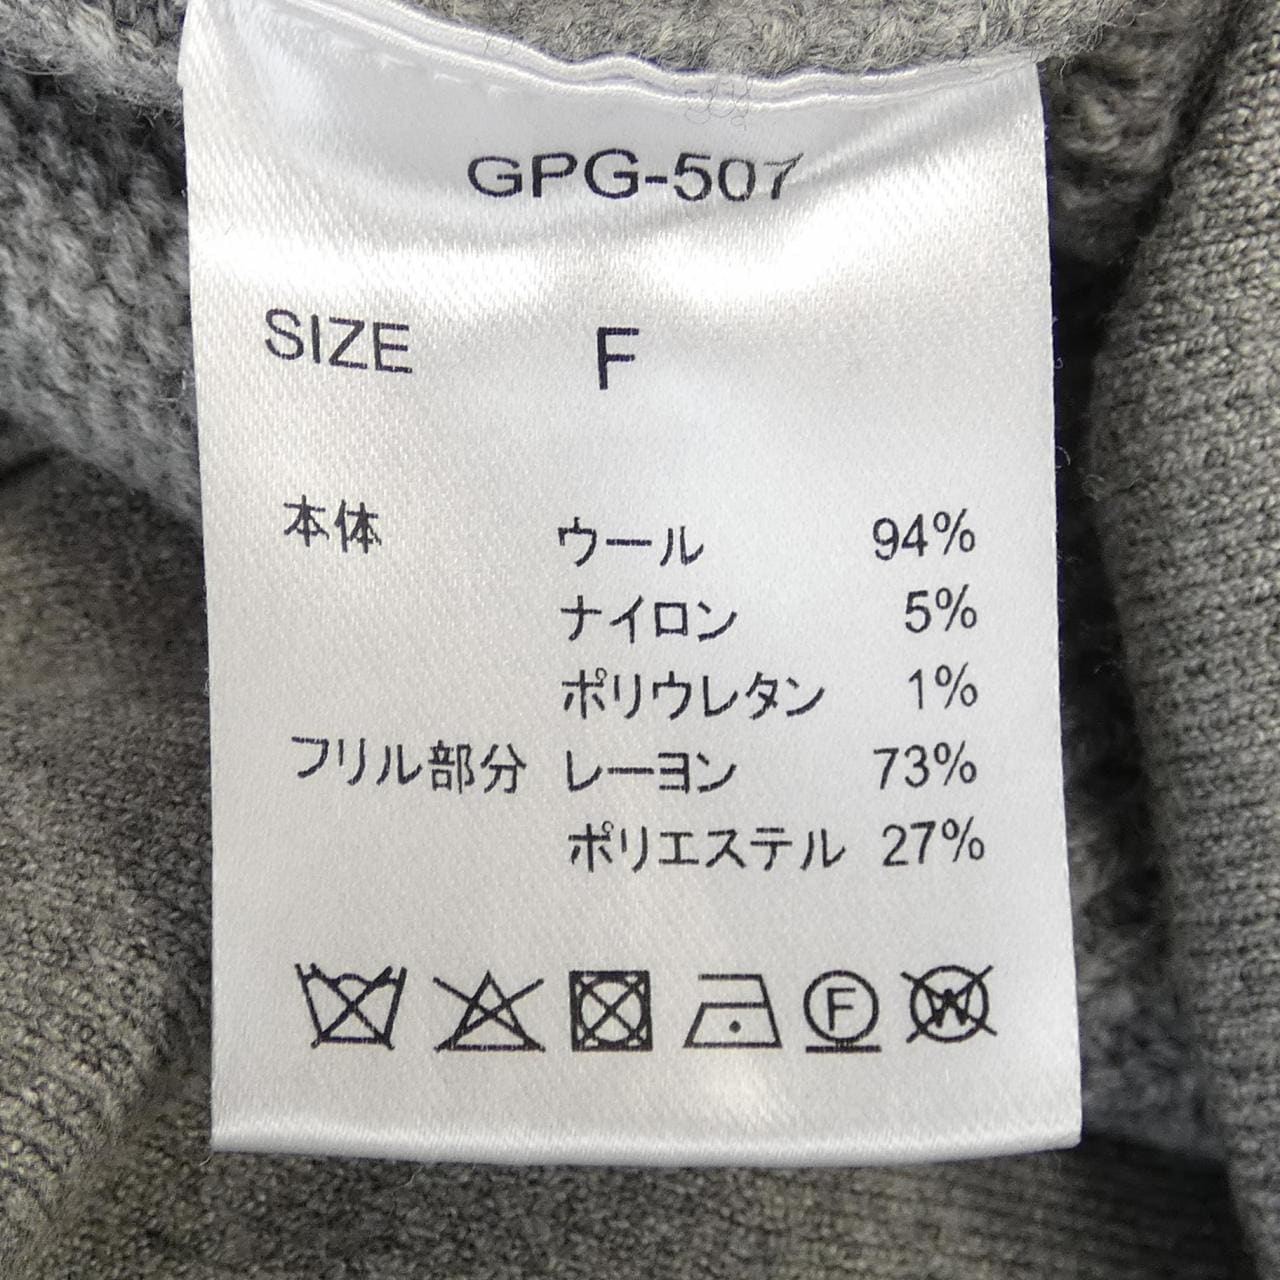 GPG-507
SIZE F
本体 ウール 94%
ナイロン 5%
ポリウレタン 1%
フリル部分 レーヨン 73%
ポリエステル 27%
F W